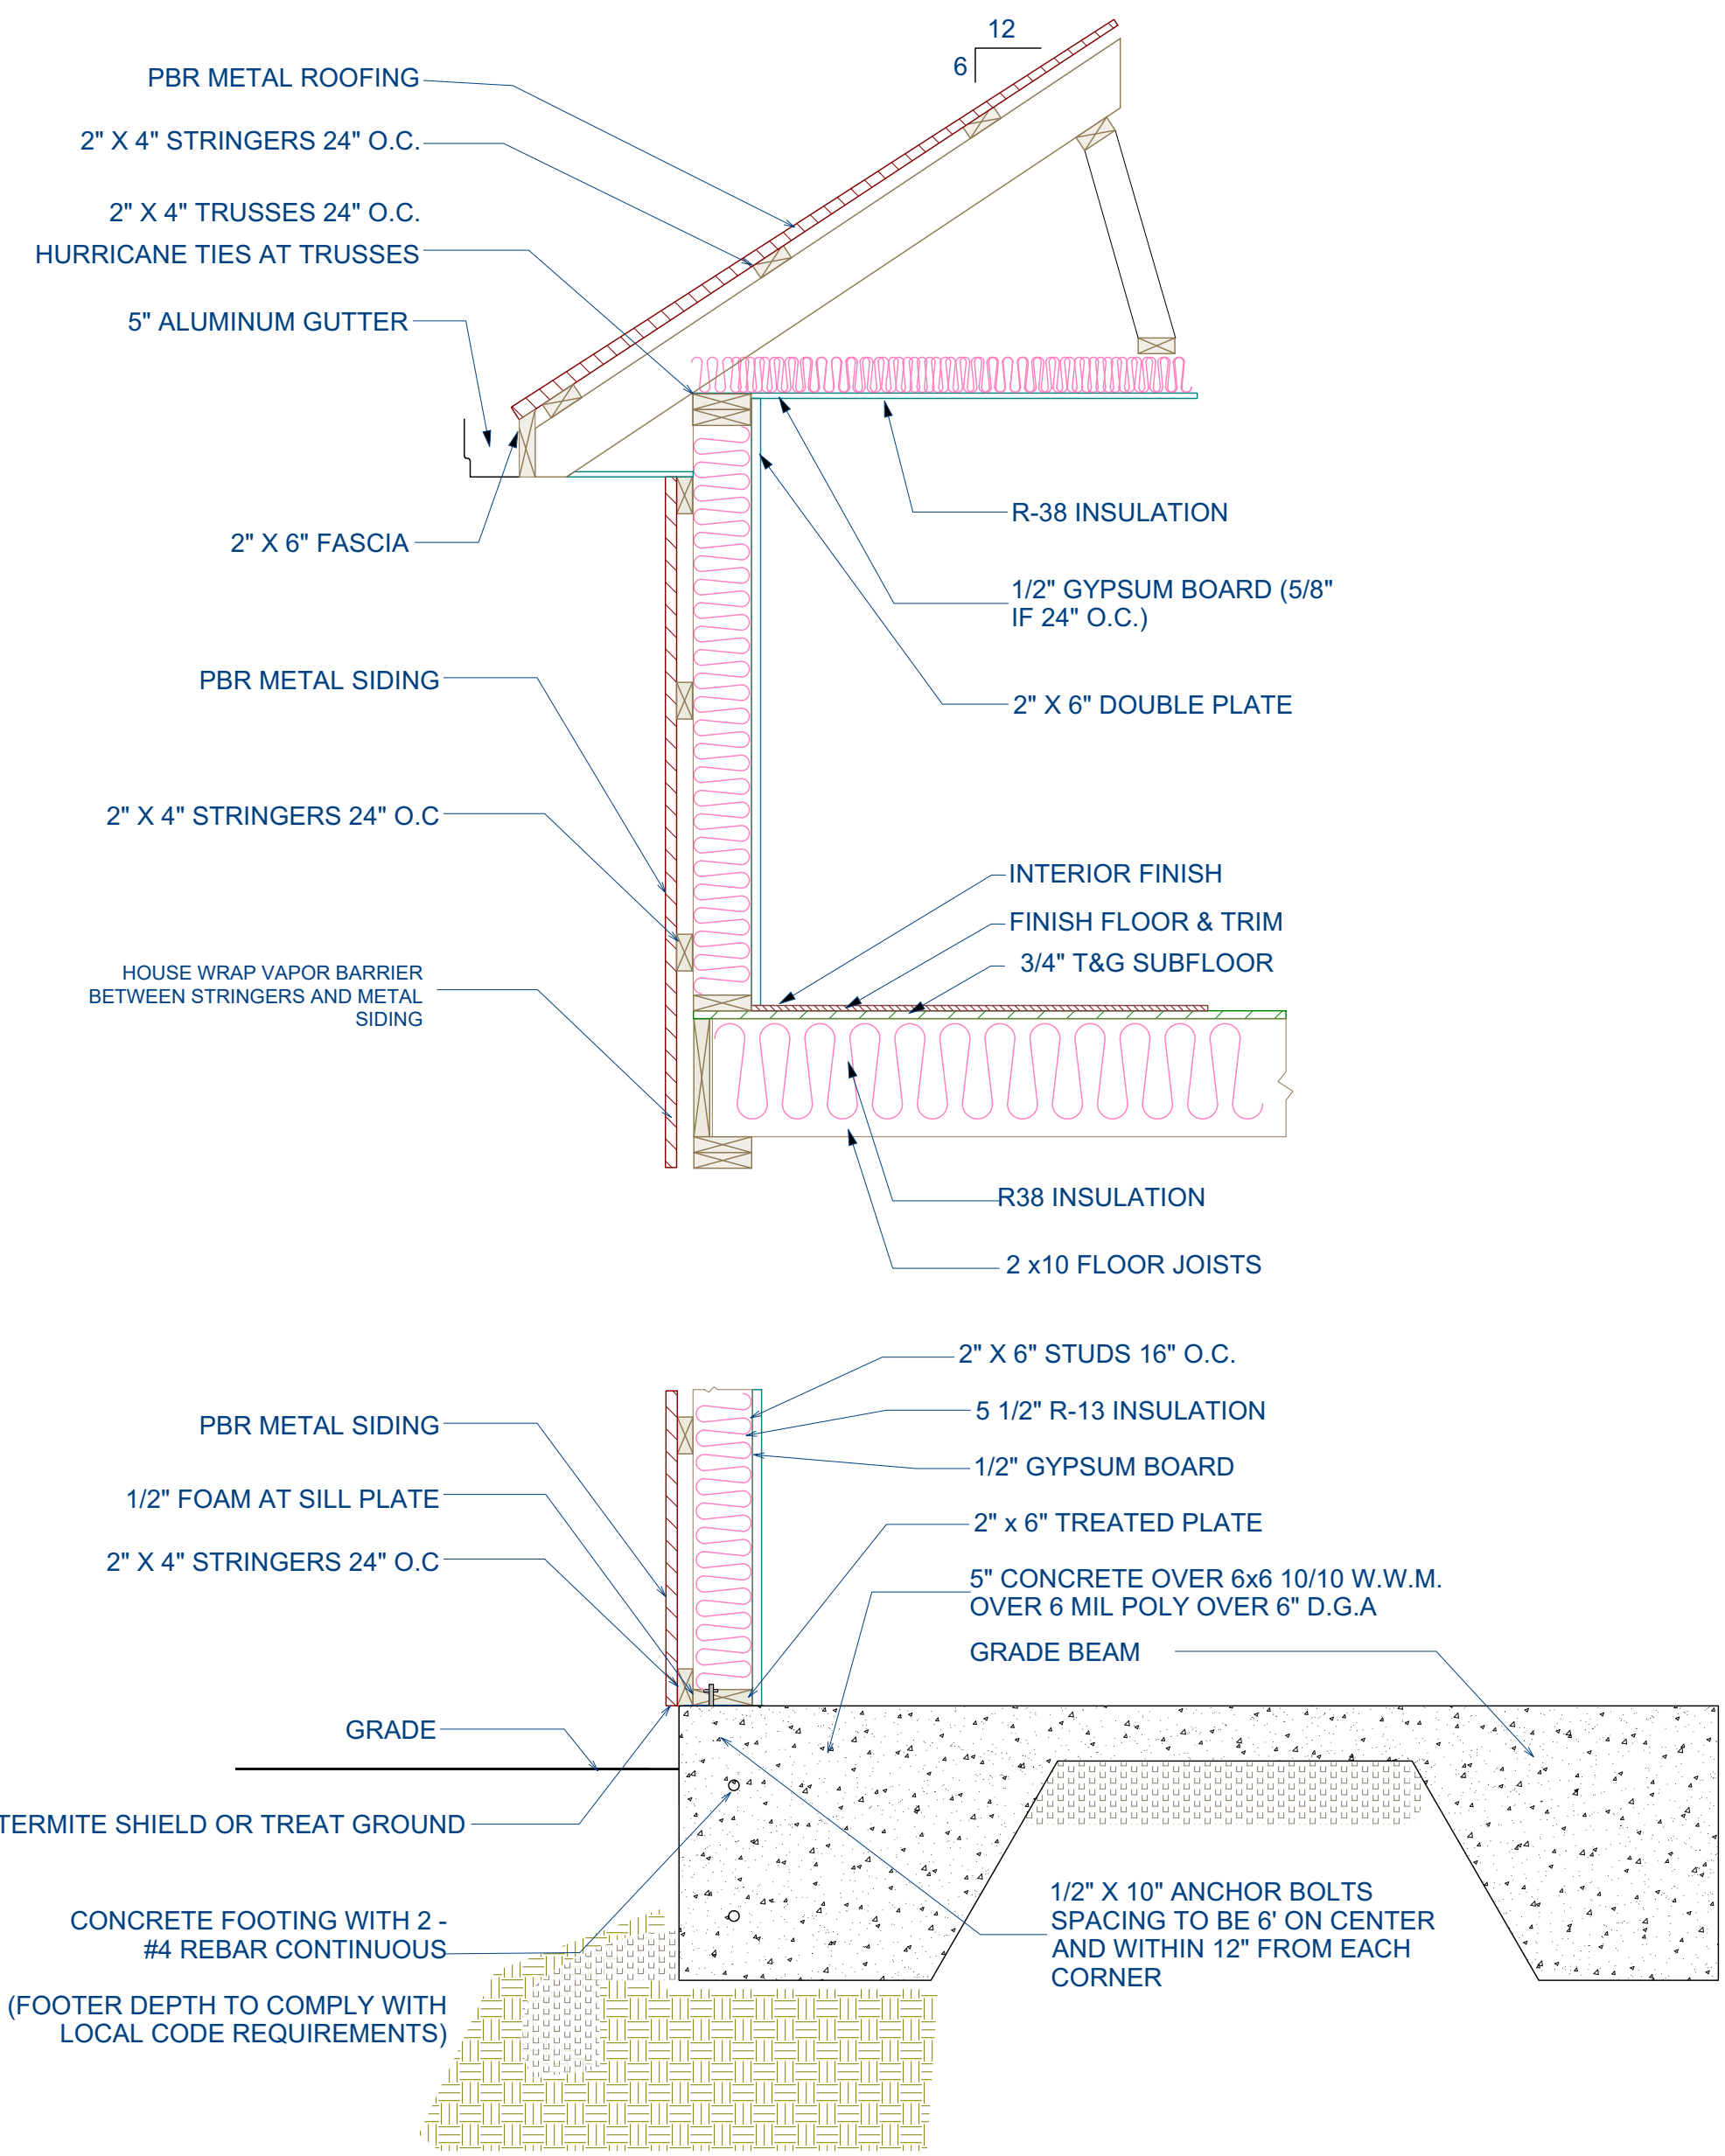 12
6
PBR METAL ROOFING
2" X 4" STRINGERS 24" O.C.
2" X 4" TRUSSES 24" O.C.
HURRICANE TIES AT TRUSSES
5" ALUMINUM GUTTER
2" X 6" FASCIA
R-38 INSULATION
1/2" GYPSUM BOARD (5/8"
IF 24" O.C.)
PBR METAL SIDING
2" X 6" DOUBLE PLATE
2" X 4" STRINGERS 24" O.C
INTERIOR FINISH
FINISH FLOOR & TRIM
3/4" T&G SUBFLOOR
HOUSE WRAP VAPOR BARRIER
BETWEEN STRINGERS AND METAL
SIDING
R38 INSULATION
2 x10 FLOOR JOISTS
2" X 6" STUDS 16" O.C.
5 1/2" R-13 INSULATION
1/2" GYPSUM BOARD
2" x 6" TREATED PLATE
5" CONCRETE OVER 6x6 10/10 W.W.M.
OVER 6 MIL POLY OVER 6" D.G.A
GRADE BEAM
PBR METAL SIDING
1/2" FOAM AT SILL PLATE
2" X 4" STRINGERS 24" O.C
GRADE
TERMITE SHIELD OR TREAT GROUND
CONCRETE FOOTING WITH 2 -
#4 REBAR CONTINUOUS
(FOOTER DEPTH TO COMPLY WITH
LOCAL CODE REQUIREMENTS)
1/2" X 10" ANCHOR BOLTS
SPACING TO BE 6' ON CENTER
AND WITHIN 12" FROM EACH
CORNER